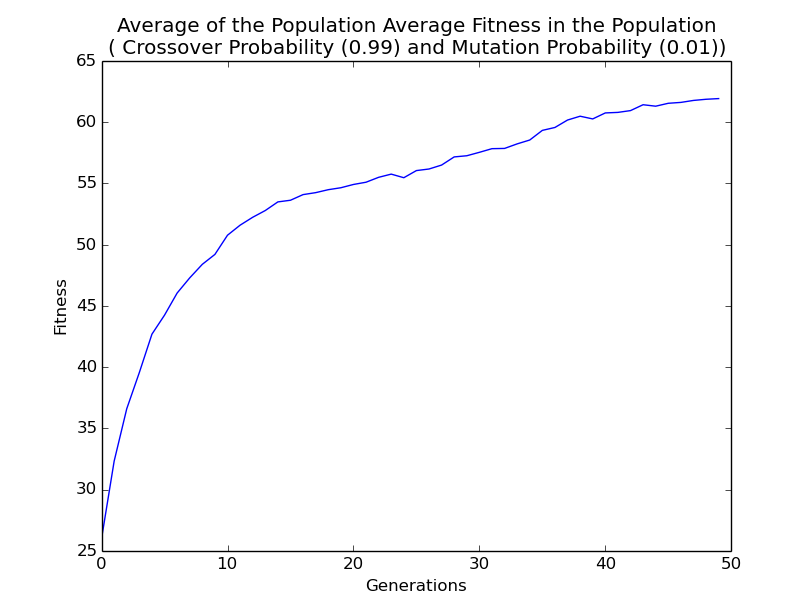 Average of the Population Average Fitness in the Population
( Crossover Probability (0.99) and Mutation Probability (0.01))
65
60
55
50
45
40
35
30
25
Fitness
0 10 20 30 40 50
Generations